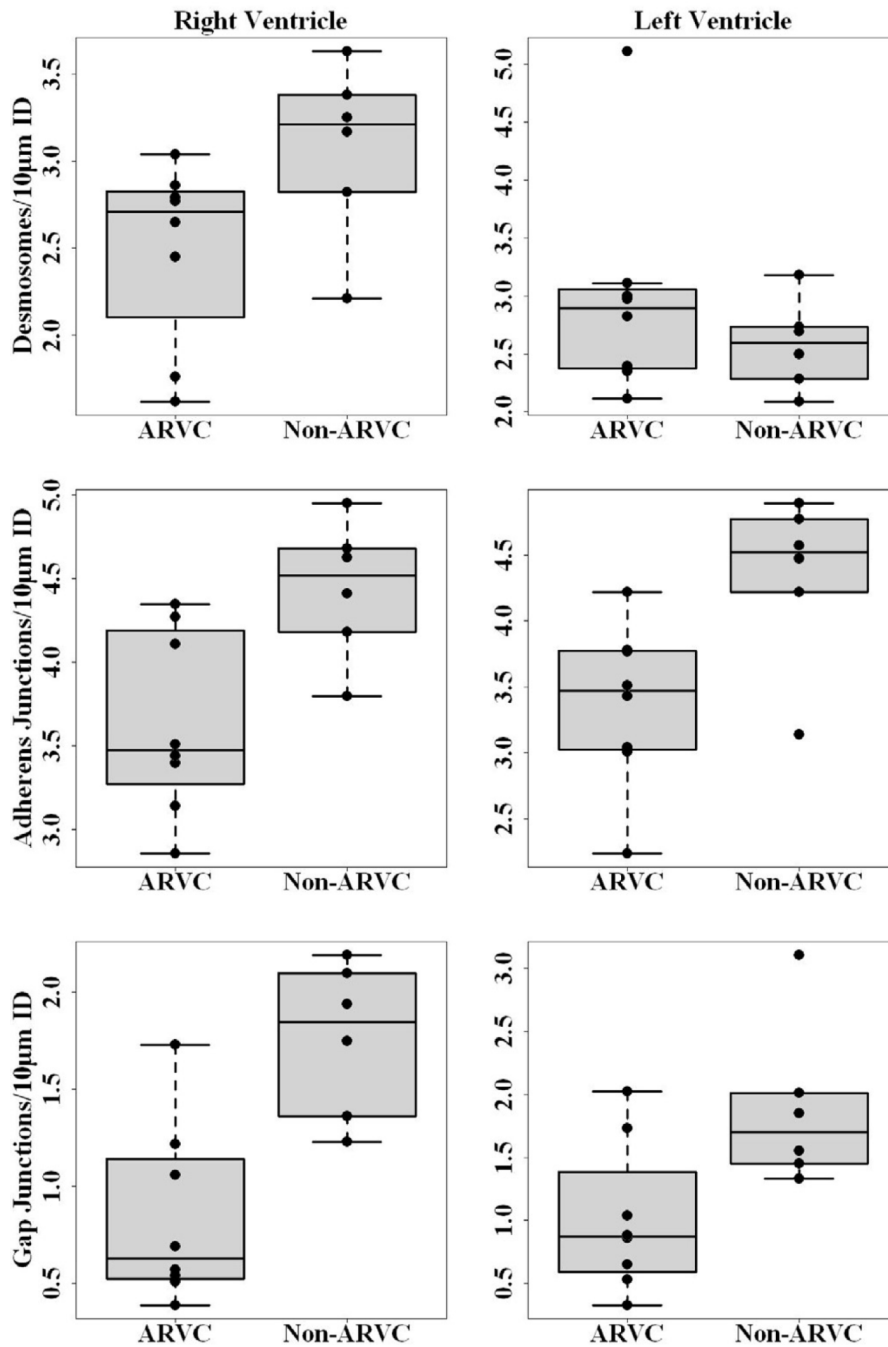 Right Ventricle
Left Ventricle
Desmosomes/10μm ID
3.5
3.0
2.5
2.0
ARVC
Non-ARVC
5.0
4.5
4.0
3.5
3.0
2.5
2.0
ARVC
Non-ARVC
Adherens Junctions/10μm ID
5.0
4.5
4.0
3.5
3.0
ARVC
Non-ARVC
4.5
4.0
3.5
3.0
2.5
ARVC
Non-ARVC
Gap Junctions/10μm ID
2.0
1.5
1.0
0.5
ARVC
Non-ARVC
3.0
2.5
2.0
1.5
1.0
0.5
ARVC
Non-ARVC